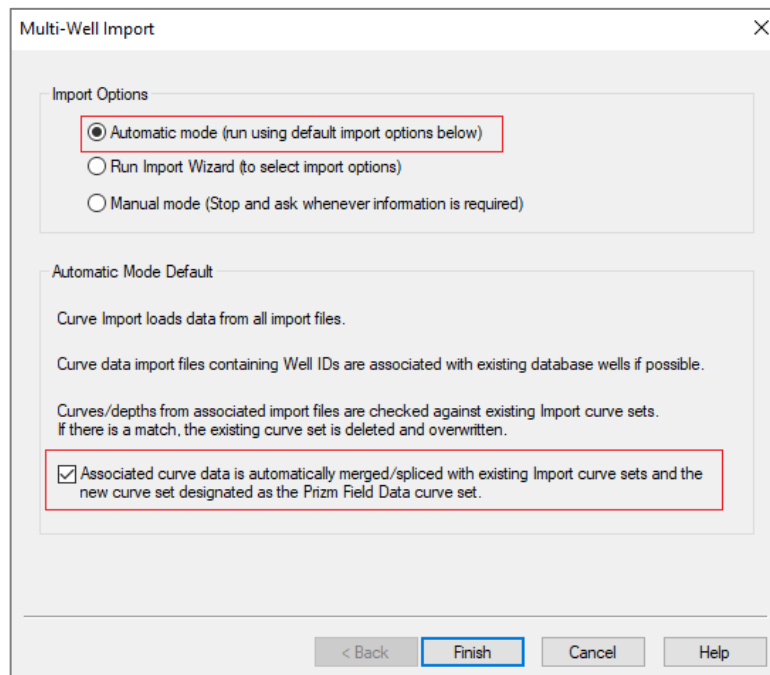 Multi-Well Import
Import Options
Automatic mode (run using default import options below)
Run Import Wizard (to select import options)
Manual mode (Stop and ask whenever information is required)
Automatic Mode Default
Curve Import loads data from all import files.
Curve data import files containing Well IDs are associated with existing database wells if possible.
Curves/depths from associated import files are checked against existing Import curve sets.
If there is a match, the existing curve set is deleted and overwritten.
Associated curve data is automatically merged/spliced with existing Import curve sets and the
new curve set designated as the Prizm Field Data curve set.
< Back Finish Cancel Help